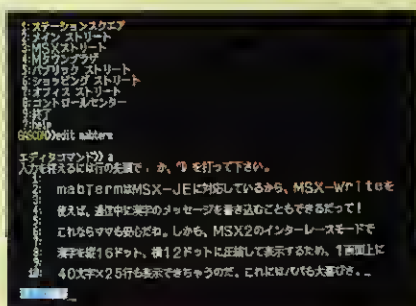 1:ステーションスクエア
2:メイン ストリート
3:MSXストリート
4:Mタウンプラザ
5:パブリック ストリート
6:ショッピング ストリート
7:オフィス ストリート
8:コントロールセンター
9:終了
?:help
edit mabterm
エディタコマンド>> a
入力を終えるには行の先頭で . か、^D を打って下さい。
1: mabTermはMSX-JEに対応しているから、MSX-Writeを
2: 使えば、通信中に漢字のメッセージを書き込むこともできるだって！
これならママも安心だね。しかも、MSX2のインターレースモードで
漢字を縦16ドット、横12ドットに圧縮して表示するため、1画面上に
10: 40文字×25行も表示できちゃうのだ。これにはパパも大喜びさ。